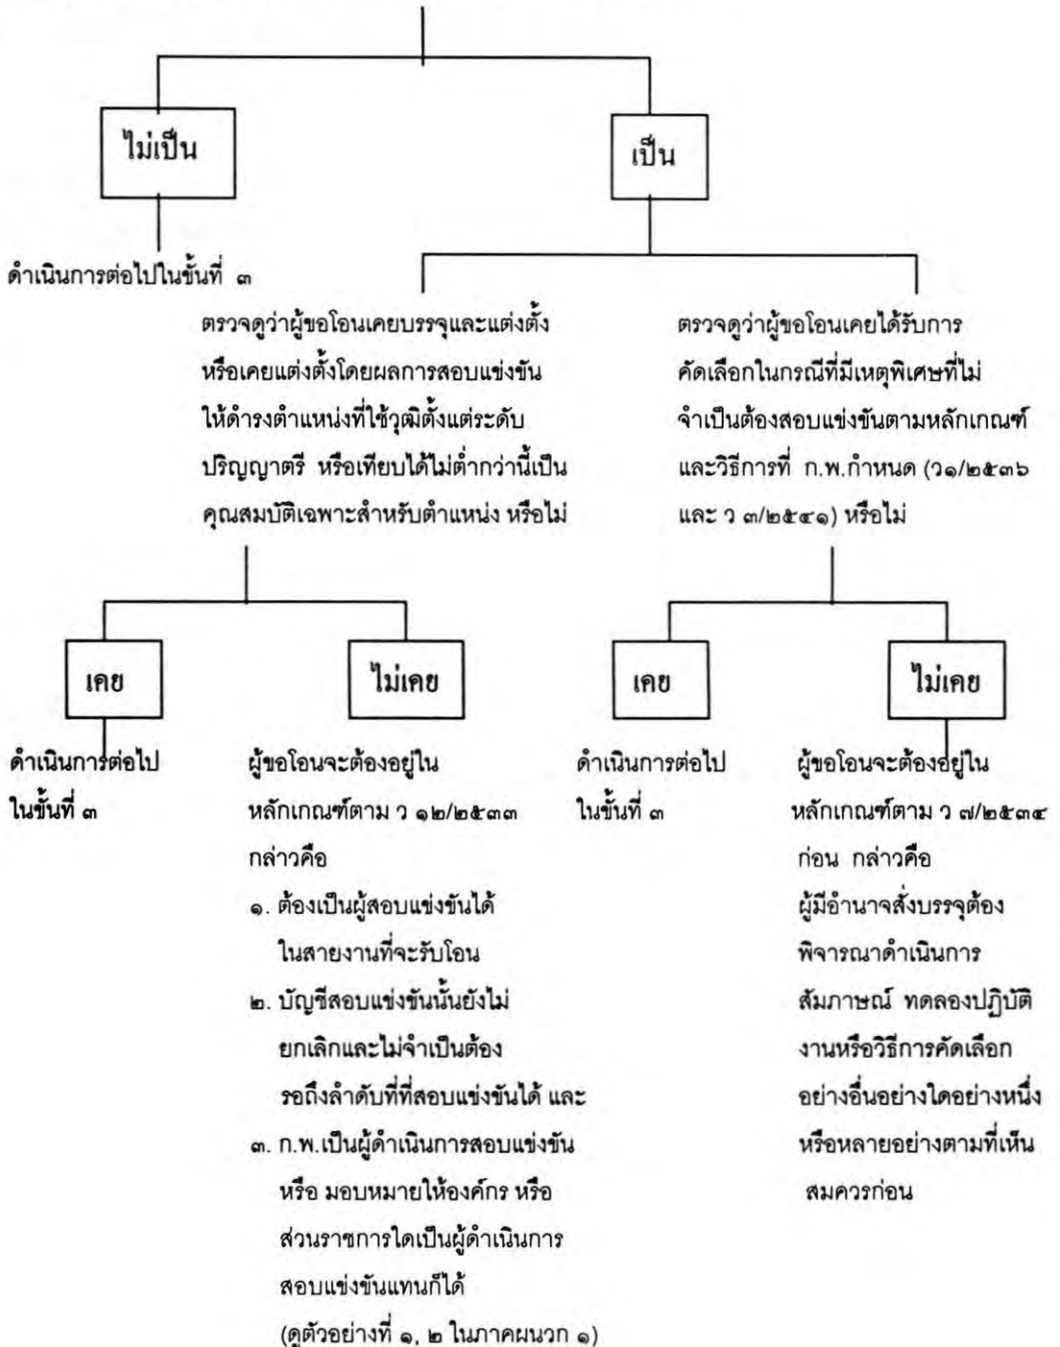 ไม่เป็น
เป็น
ดำเนินการต่อไปในขั้นที่ ๓
ตรวจดูว่าผู้ขอโอนเคยบรรจุและแต่งตั้ง
หรือเคยแต่งตั้งโดยผลการสอบแข่งขัน
ให้ดำรงตำแหน่งที่ใช้วุฒิตั้งแต่ระดับ
ปริญญาตรี หรือเทียบได้ไม่ต่ำกว่านี้เป็น
คุณสมบัติเฉพาะสำหรับตำแหน่ง หรือไม่
ตรวจดูว่าผู้ขอโอนเคยได้รับการ
คัดเลือกในกรณีที่มีเหตุพิเศษที่ไม่
จำเป็นต้องสอบแข่งขันตามหลักเกณฑ์
และวิธีการที่ ก.พ.กำหนด (ว๑/๒๕๓๖
และ ว ๓/๒๕๔๑) หรือไม่
เคย
ไม่เคย
เคย
ไม่เคย
ดำเนินการต่อไป
ในขั้นที่ ๓
ผู้ขอโอนจะต้องอยู่ใน
หลักเกณฑ์ตาม ว ๑๒/๒๕๓๓
กล่าวคือ
๑. ต้องเป็นผู้สอบแข่งขันได้
ในสายงานที่จะรับโอน
๒. บัญชีสอบแข่งขันนั้นยังไม่
ยกเลิกและไม่จำเป็นต้อง
รอถึงลำดับที่ที่สอบแข่งขันได้ และ
๓. ก.พ.เป็นผู้ดำเนินการสอบแข่งขัน
หรือ มอบหมายให้องค์กร หรือ
ส่วนราชการใดเป็นผู้ดำเนินการ
สอบแข่งขันแทนก็ได้
(ดูตัวอย่างที่ ๑, ๒ ในภาคผนวก ๑)
ดำเนินการต่อไป
ในขั้นที่ ๓
ผู้ขอโอนจะต้องอยู่ใน
หลักเกณฑ์ตาม ว ๗/๒๕๓๔
ก่อน กล่าวคือ
ผู้มีอำนาจสั่งบรรจุต้อง
พิจารณาดำเนินการ
สัมภาษณ์ ทดลองปฏิบัติ
งานหรือวิธีการคัดเลือก
อย่างอื่นอย่างใดอย่างหนึ่ง
หรือหลายอย่างตามที่เห็น
สมควรก่อน